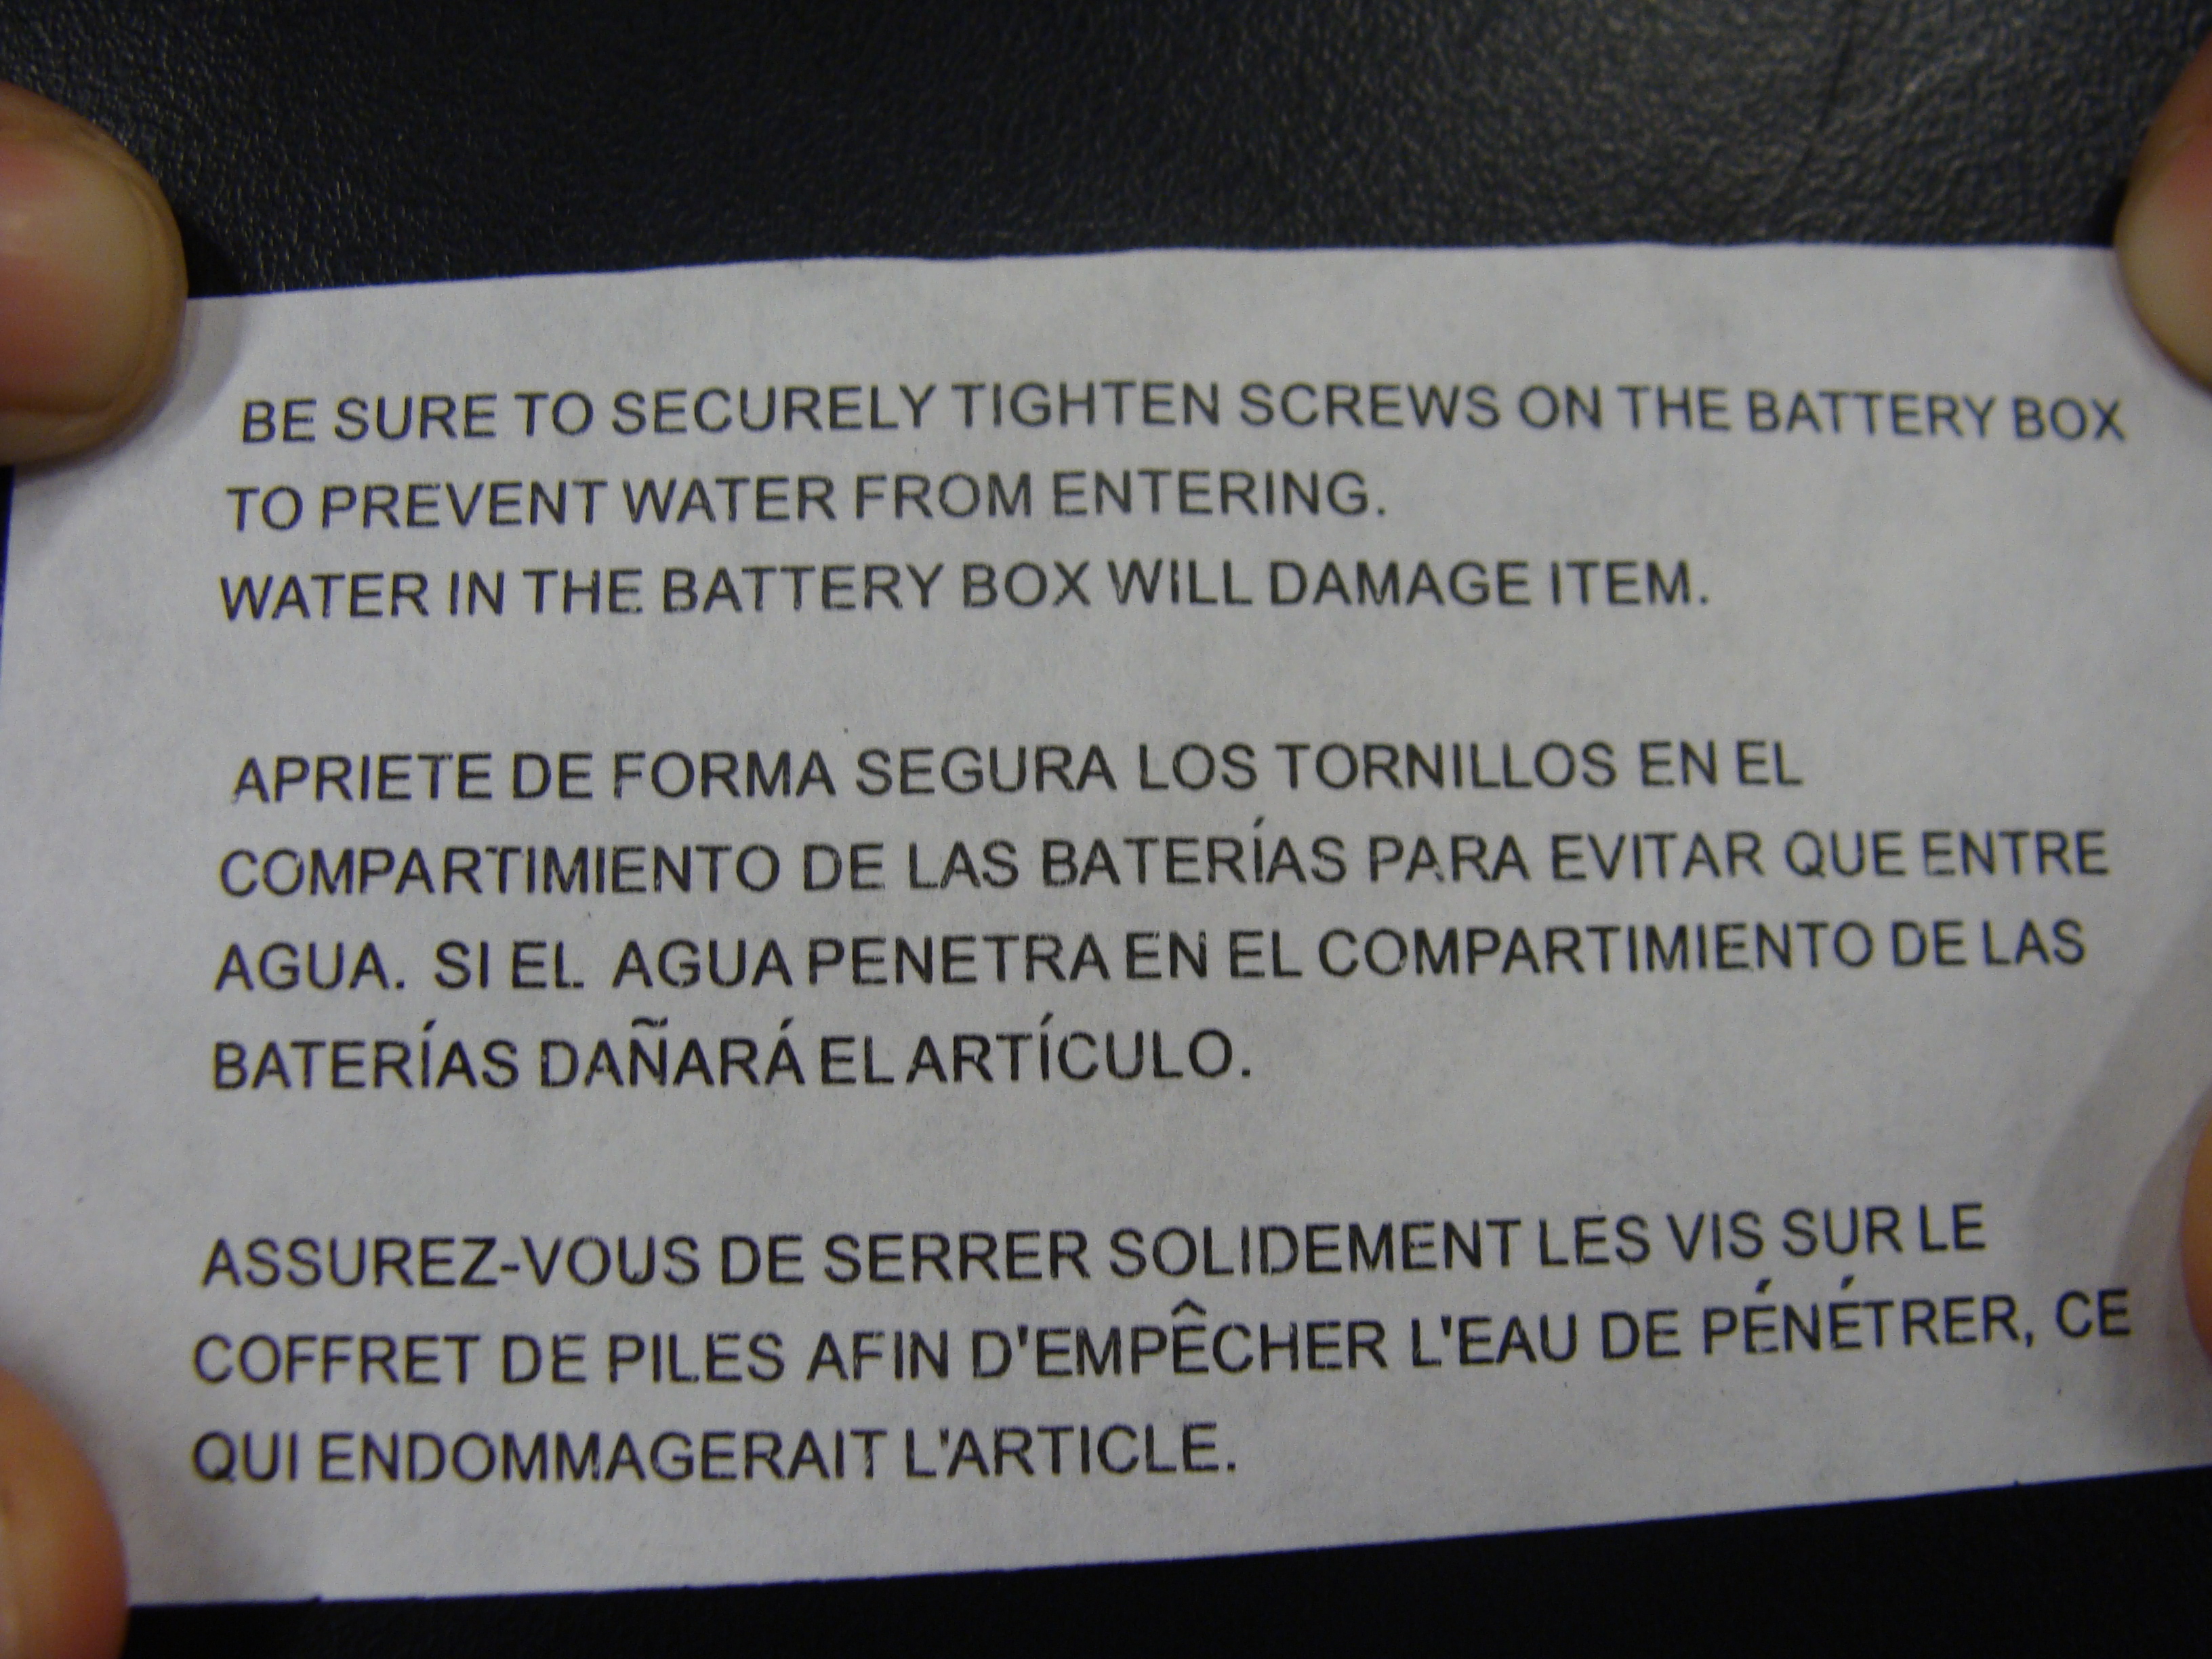 BE SURE TO SECURELY TIGHTEN SCREWS ON THE BATTERY BOX
TO PREVENT WATER FROM ENTERING.
WATER IN THE BATTERY BOX WILL DAMAGE ITEM.
APRIETE DE FORMA SEGURA LOS TORNILLOS EN EL
COMPARTIMIENTO DE LAS BATERÍAS PARA EVITAR QUE ENTRE
AGUA. SI EL AGUA PENETRA EN EL COMPARTIMIENTO DE LAS
BATERÍAS DAÑARÁ EL ARTÍCULO.
ASSUREZ-VOUS DE SERRER SOLIDEMENT LES VIS SUR LE
COFFRET DE PILES AFIN D'EMPÊCHER L'EAU DE PÉNÉTRER, CE
QUI ENDOMMAGERAIT L'ARTICLE.